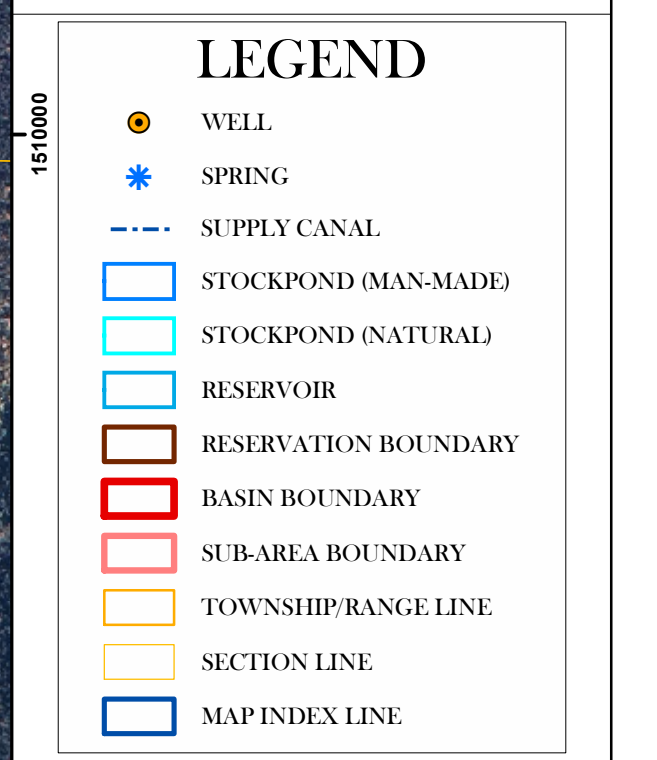 LEGEND
1510000
WELL
SPRING
SUPPLY CANAL
STOCKPOND (MAN-MADE)
STOCKPOND (NATURAL)
RESERVOIR
RESERVATION BOUNDARY
BASIN BOUNDARY
SUB-AREA BOUNDARY
TOWNSHIP/RANGE LINE
SECTION LINE
MAP INDEX LINE